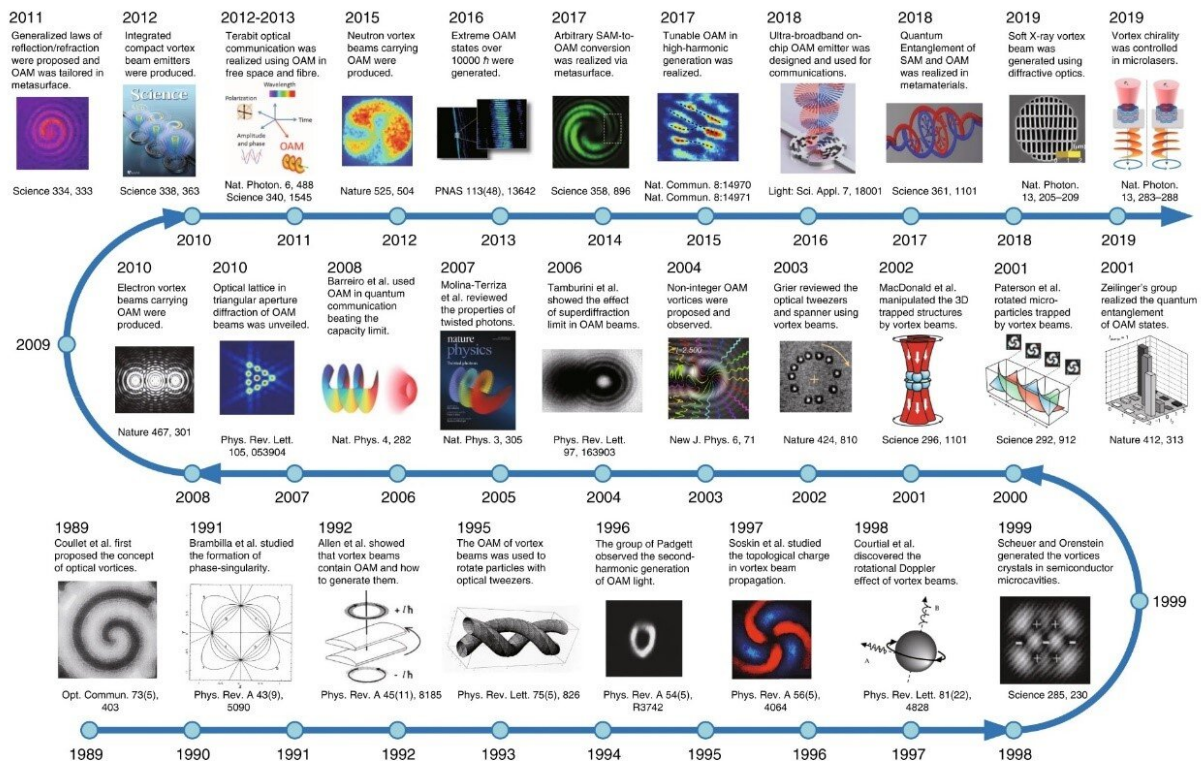 2011
Generalized laws of
reflection/refraction
were proposed and
OAM was tailored in
metasurface.
Science 334, 333
2012
Integrated
compact vortex
beam emitters
were produced.
Science
Science 338, 363
2012-2013
Terabit optical
communication was
realized using OAM in
free space and fibre.
Wavelength
Polarization
Time
Amplitude
and phase
OAM
Nat. Photon. 6, 488
Science 340, 1545
2015
Neutron vortex
beams carrying
OAM were
produced.
Nature 525, 504
2016
Extreme OAM
states over
10000 ℏ were
generated.
PNAS 113(48), 13642
2017
Arbitrary SAM-to-
OAM conversion
was realized via
metasurface.
Science 358, 896
2017
Tunable OAM in
high-harmonic
generation was
realized.
Nat. Commun. 8:14970
Nat. Commun. 8:14971
2018
Ultra-broadband on-
chip OAM emitter was
designed and used for
communications.
Light: Sci. Appl. 7, 18001
2018
Quantum
Entanglement of
SAM and OAM
was realized in
metamaterials.
Science 361, 1101
2019
Soft X-ray vortex
beam was
generated using
diffractive optics.
Nat. Photon.
13, 205–209
2019
Vortex chirality
was controlled
in microlasers.
Nat. Photon.
13, 283–288
2010
2011
2012
2013
2014
2015
2016
2017
2018
2019
2009
2010
Electron vortex
beams carrying
OAM were
produced.
Nature 467, 301
2010
Optical lattice in
triangular aperture
diffraction of OAM
beams was unveiled.
Phys. Rev. Lett.
105, 053904
2008
Barreiro et al. used
OAM in quantum
communication
beating the
capacity limit.
Nat. Phys. 4, 282
2007
Molina-Terriza
et al. reviewed
the properties of
twisted photons.
nature
physics
Twisted photons
Nat. Phys. 3, 305
2006
Tamburini et al.
showed the effect
of superdiffraction
limit in OAM beams.
Phys. Rev. Lett.
97, 163903
2004
Non-integer OAM
vortices were
proposed and
observed.
l=2.500
New J. Phys. 6, 71
2003
Grier reviewed the
optical tweezers
and spanner using
vortex beams.
Nature 424, 810
2002
MacDonald et al.
manipulated the 3D
trapped structures
by vortex beams.
Science 296, 1101
2001
Paterson et al.
rotated micro-
particles trapped
by vortex beams.
Science 292, 912
2001
Zeilinger's group
realized the quantum
entanglement
of OAM states.
Nature 412, 313
2008
2007
2006
2005
2004
2003
2002
2001
2000
1999
1989
Coullet et al. first
proposed the concept
of optical vortices.
Opt. Commun. 73(5),
403
1991
Brambilla et al. studied
the formation of
phase-singularity.
Phys. Rev. A 43(9),
5090
1992
Allen et al. showed
that vortex beams
contain OAM and how
to generate them.
+ lℏ
- lℏ
Phys. Rev. A 45(11), 8185
1995
The OAM of vortex
beams was used to
rotate particles with
optical tweezers.
Phys. Rev. Lett. 75(5), 826
1996
The group of Padgett
observed the second-
harmonic generation
of OAM light.
Phys. Rev. A 54(5),
R3742
1997
Soskin et al. studied
the topological charge
in vortex beam
propagation.
Phys. Rev. A 56(5),
4064
1998
Courtial et al.
discovered the
rotational Doppler
effect of vortex beams.
B
A
Phys. Rev. Lett. 81(22),
4828
1999
Scheuer and Orenstein
generated the vortices
crystals in semiconductor
microcavities.
Science 285, 230
1989
1990
1991
1992
1993
1994
1995
1996
1997
1998